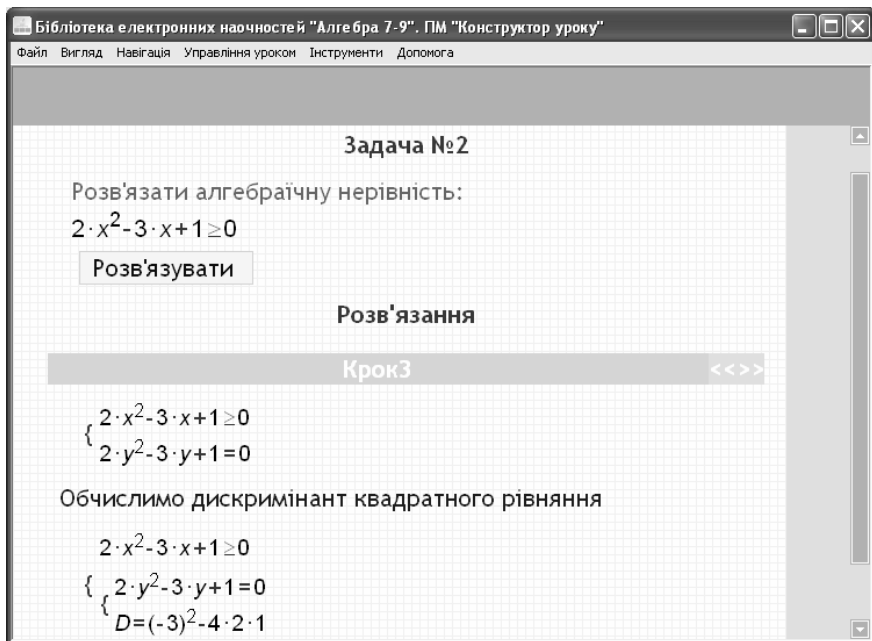 Бібліотека електронних наочностей "Алгебра 7-9". ПМ "Конструктор уроку"
Файл Вигляд Навігація Управління уроком Інструменти Допомога
Задача №2
Розв'язати алгебраїчну нерівність:
2·x²-3·x+1≥0
Розв'язувати
Розв'язання
Крок3 <<>>
{ 2·x²-3·x+1≥0
2·y²-3·y+1=0
Обчислимо дискримінант квадратного рівняння
2·x²-3·x+1≥0
{ 2·y²-3·y+1=0
{ D=(-3)²-4·2·1